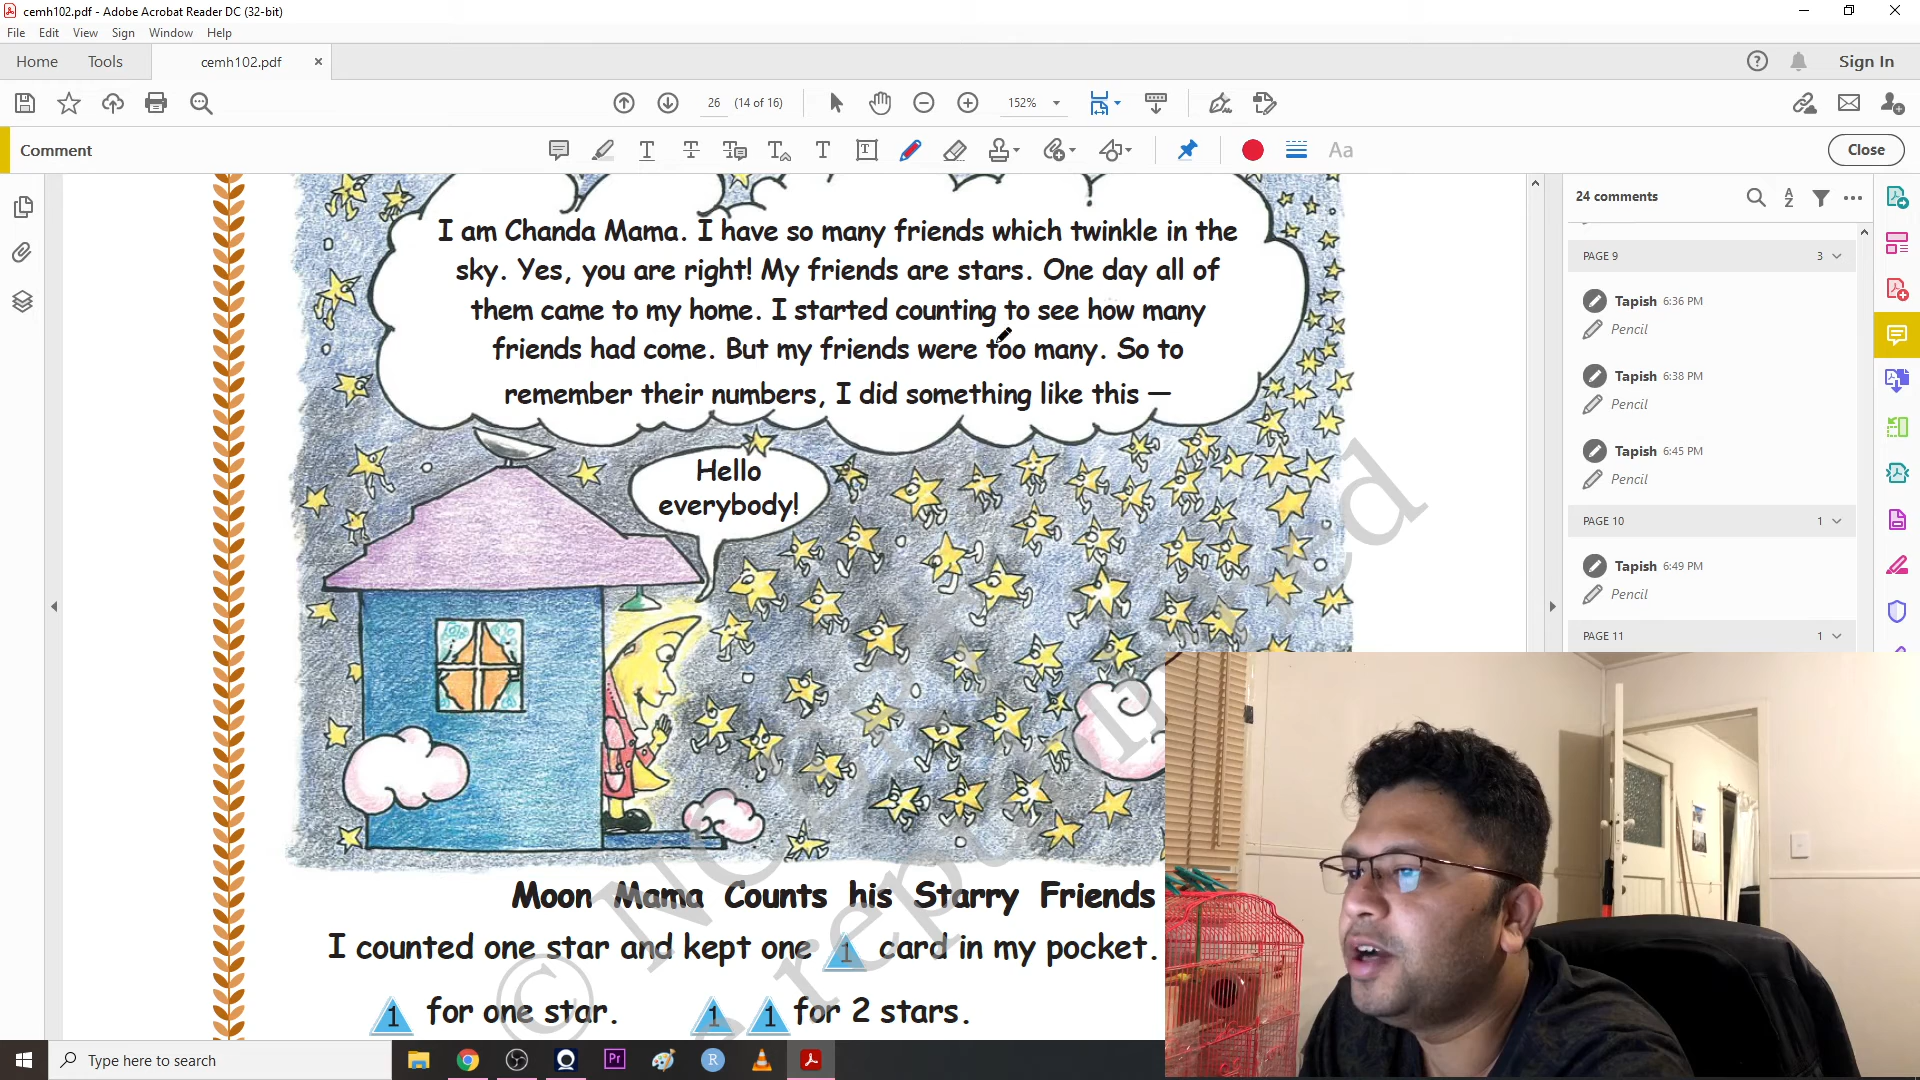 cemh102.pdf - Adobe Acrobat Reader DC (32-bit)
File Edit View Sign Window Help
Home Tools cemh102.pdf Sign In
26 (14 of 16) 152%
Comment Aa Close
24 comments
I am Chanda Mama. I have so many friends which twinkle in the
sky. Yes, you are right! My friends are stars. One day all of
them came to my home. I started counting to see how many
friends had come. But my friends were too many. So to
remember their numbers, I did something like this —
Hello
everybody!
Moon Mama Counts his Starry Friends
I counted one star and kept one 1 card in my pocket.
1 for one star. 1 1 for 2 stars.
PAGE 9 3
Tapish 6:36 PM
Pencil
Tapish 6:38 PM
Pencil
Tapish 6:45 PM
Pencil
PAGE 10 1
Tapish 6:49 PM
Pencil
PAGE 11 1
Type here to search
Pr R